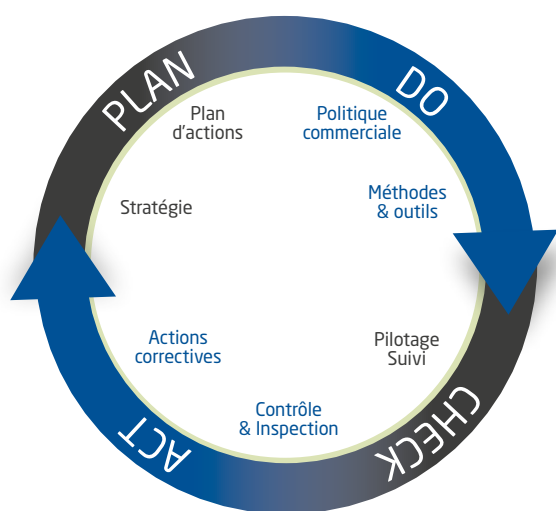 PLAN
DO
Plan
d'actions
Politique
commerciale
Stratégie
Méthodes
& outils
Actions
correctives
Pilotage
Suivi
Contrôle
& Inspection
ACT
CHECK